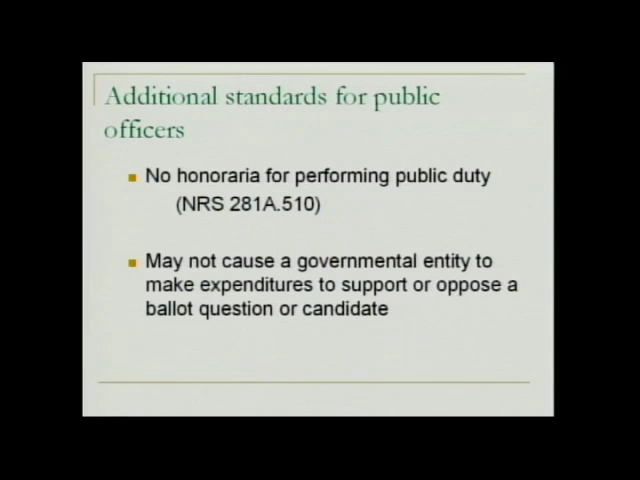 Additional standards for public
officers
No honoraria for performing public duty
(NRS 281A.510)
May not cause a governmental entity to
make expenditures to support or oppose a
ballot question or candidate